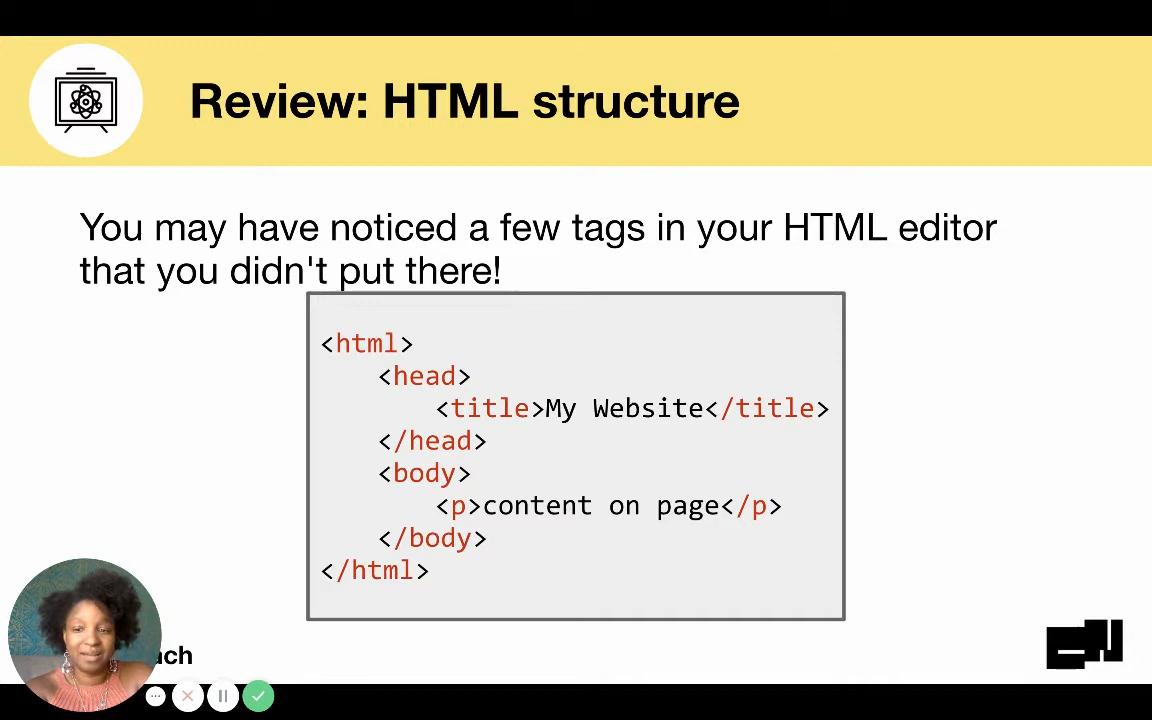 Review: HTML structure
You may have noticed a few tags in your HTML editor
that you didn't put there!
<html>
<head>
<title>My Website</title>
</head>
<body>
<p>content on page</p>
</body>
</html>